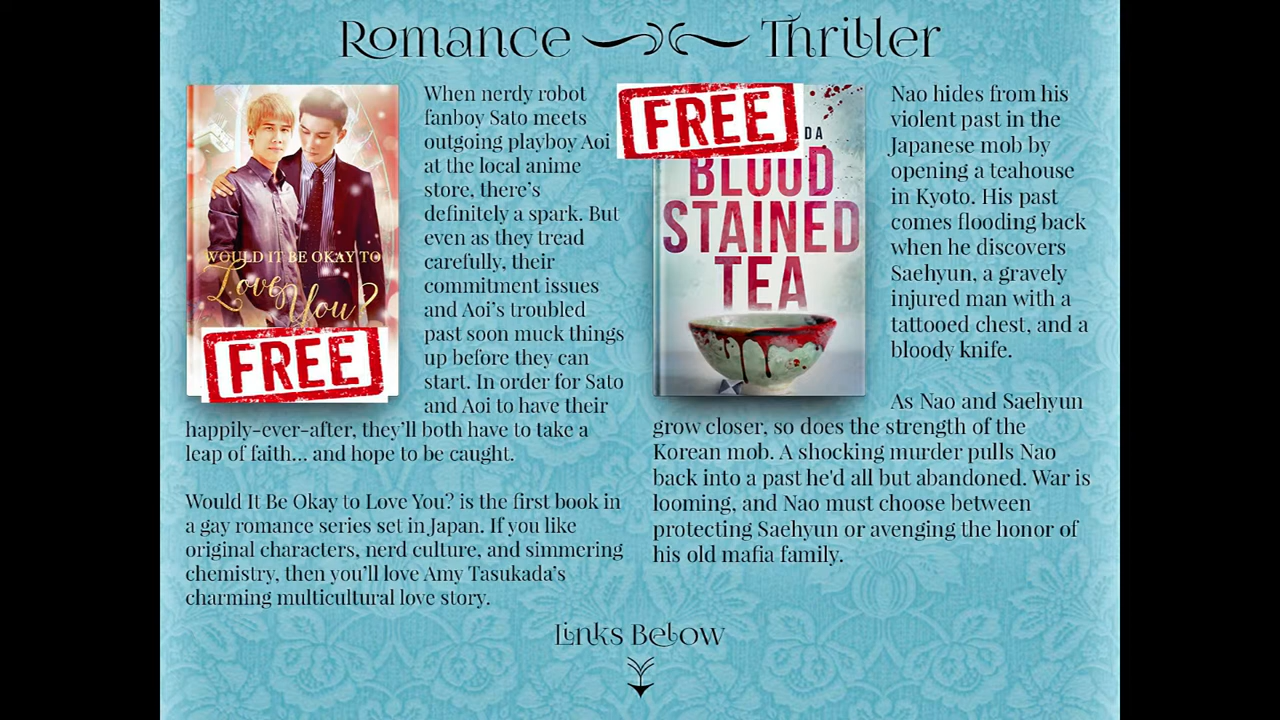 Romance
Thriller
WOULD IT BE OKAY TO
Love You?
FREE
When nerdy robot
fanboy Sato meets
outgoing playboy Aoi
at the local anime
store, there's
definitely a spark. But
even as they tread
carefully, their
commitment issues
and Aoi's troubled
past soon muck things
up before they can
start. In order for Sato
and Aoi to have their
happily-ever-after, they'll both have to take a
leap of faith... and hope to be caught.
Would It Be Okay to Love You? is the first book in
a gay romance series set in Japan. If you like
original characters, nerd culture, and simmering
chemistry, then you'll love Amy Tasukada's
charming multicultural love story.
FREE
DA
BLOOD
STAINED
TEA
Nao hides from his
violent past in the
Japanese mob by
opening a teahouse
in Kyoto. His past
comes flooding back
when he discovers
Saehyun, a gravely
injured man with a
tattooed chest, and a
bloody knife.
As Nao and Saehyun
grow closer, so does the strength of the
Korean mob. A shocking murder pulls Nao
back into a past he'd all but abandoned. War is
looming, and Nao must choose between
protecting Saehyun or avenging the honor of
his old mafia family.
Links Below